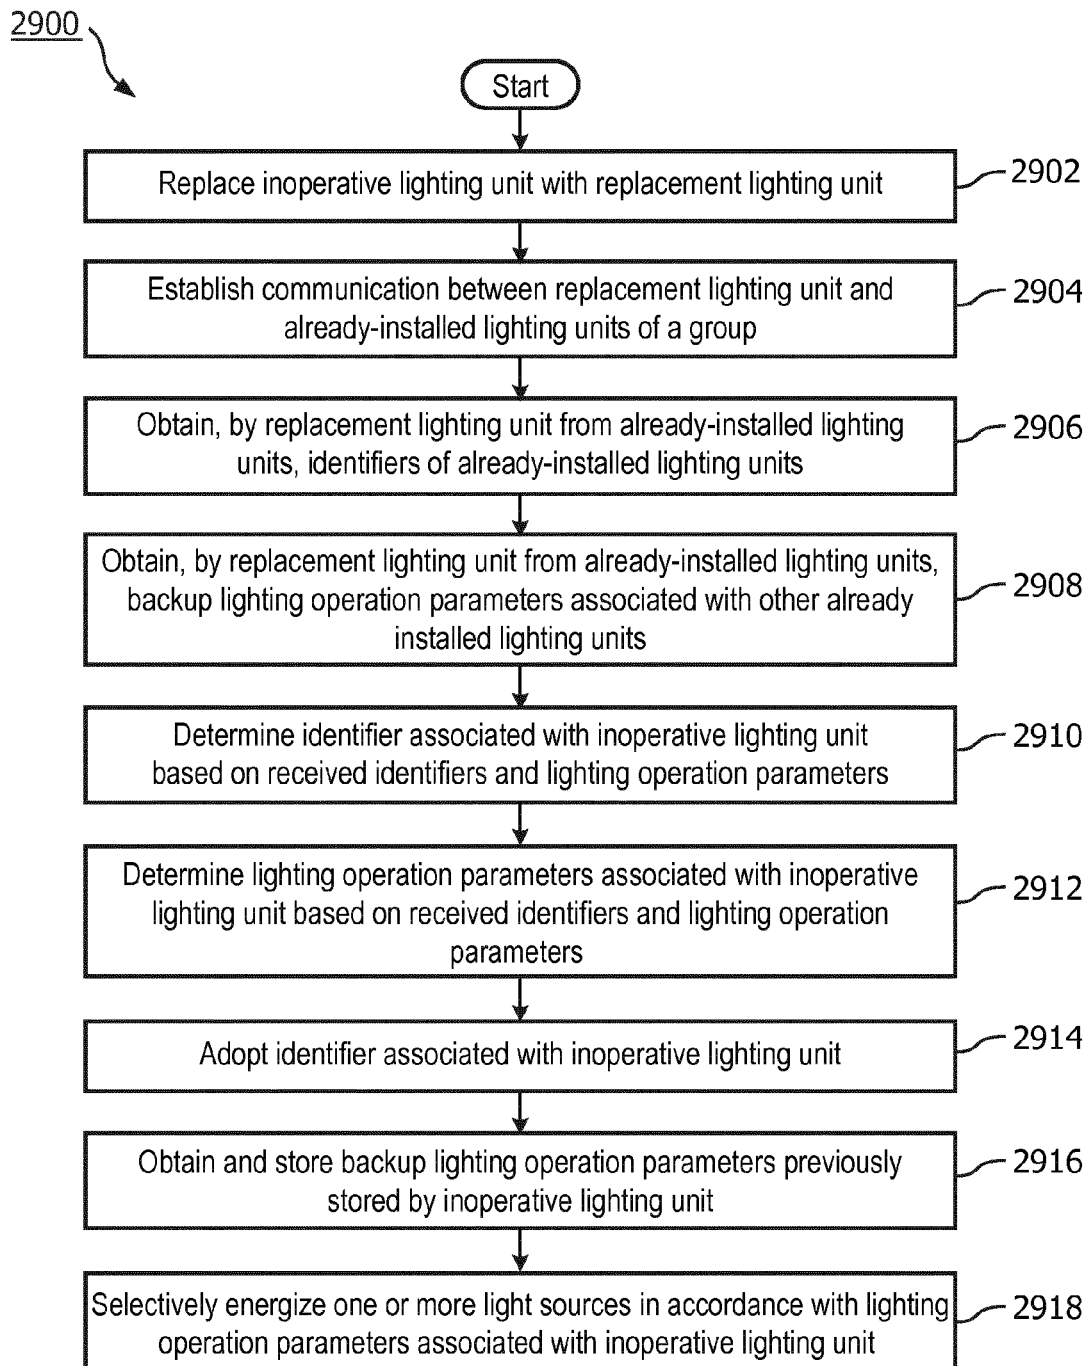 2900
Start
Replace inoperative lighting unit with replacement lighting unit
2902
Establish communication between replacement lighting unit and
already-installed lighting units of a group
2904
Obtain, by replacement lighting unit from already-installed lighting
units, identifiers of already-installed lighting units
2906
Obtain, by replacement lighting unit from already-installed lighting units,
backup lighting operation parameters associated with other already
installed lighting units
2908
Determine identifier associated with inoperative lighting unit
based on received identifiers and lighting operation parameters
2910
Determine lighting operation parameters associated with inoperative
lighting unit based on received identifiers and lighting operation
parameters
2912
Adopt identifier associated with inoperative lighting unit
2914
Obtain and store backup lighting operation parameters previously
stored by inoperative lighting unit
2916
Selectively energize one or more light sources in accordance with lighting
operation parameters associated with inoperative lighting unit
2918